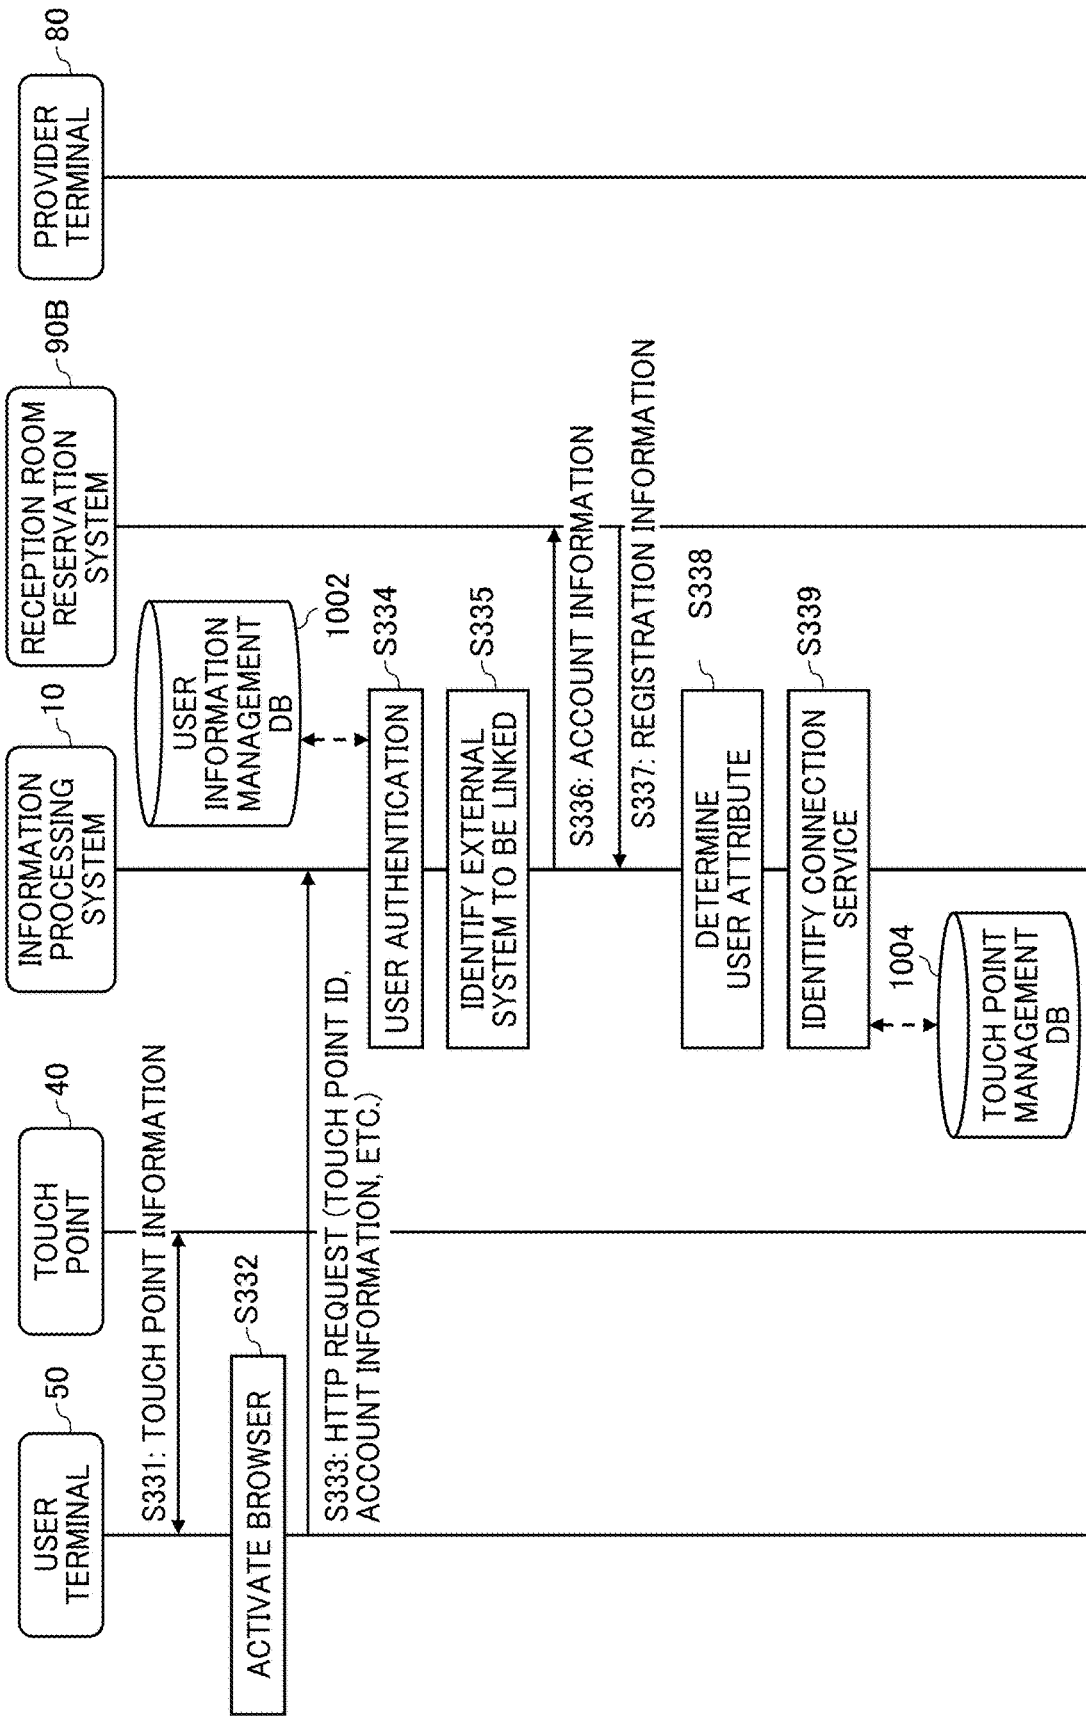 USER
TERMINAL
50
TOUCH
POINT
40
INFORMATION
PROCESSING
SYSTEM
10
RECEPTION ROOM
RESERVATION
SYSTEM
90B
PROVIDER
TERMINAL
80
S331: TOUCH POINT INFORMATION
USER
INFORMATION
MANAGEMENT
DB
1002
ACTIVATE BROWSER
S332
S333: HTTP REQUEST (TOUCH POINT ID,
ACCOUNT INFORMATION, ETC.)
USER AUTHENTICATION
S334
IDENTIFY EXTERNAL
SYSTEM TO BE LINKED
S335
S336: ACCOUNT INFORMATION
S337: REGISTRATION INFORMATION
DETERMINE
USER ATTRIBUTE
S338
IDENTIFY CONNECTION
SERVICE
S339
1004
TOUCH POINT
MANAGEMENT
DB